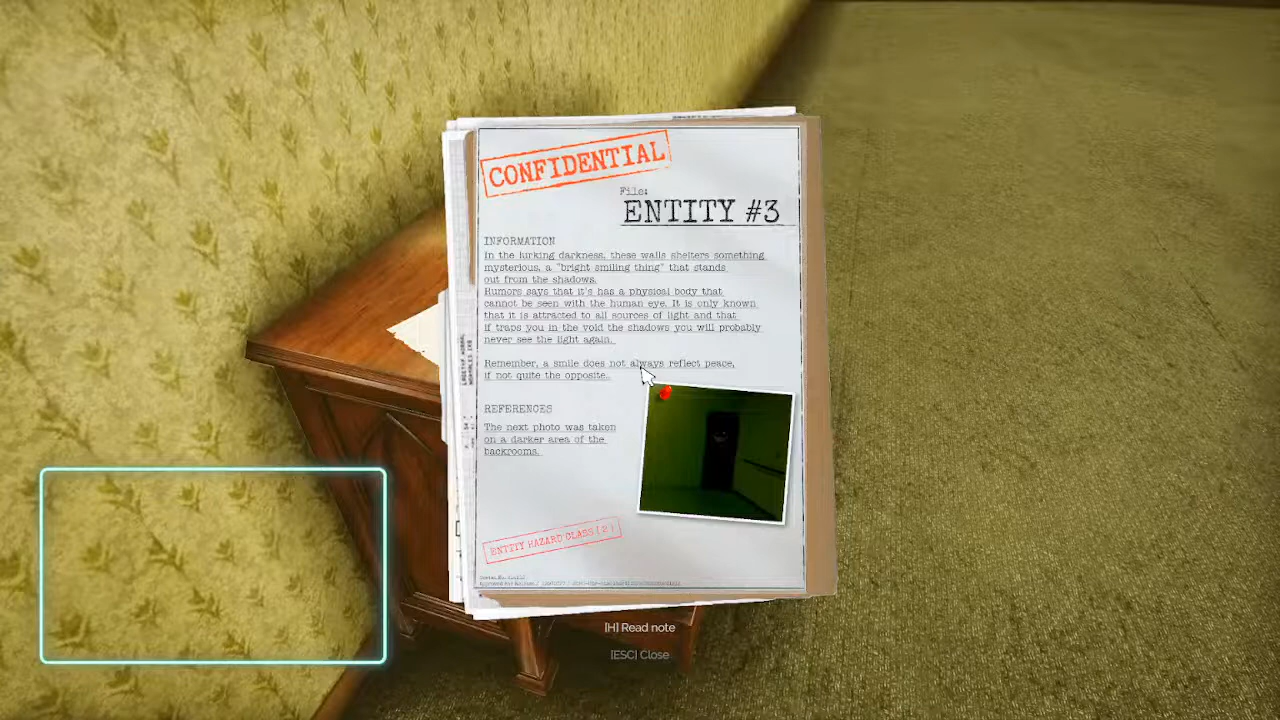 CONFIDENTIAL
File:
ENTITY #3
INFORMATION
In the lurking darkness, these walls shelters something
mysterious, a "bright smiling thing" that stands
out from the shadows.
Rumors says that it's has a physical body that
cannot be seen with the human eye. It is only known
that it is attracted to all sources of light and that
if traps you in the void the shadows you will probably
never see the light again.
Remember, a smile does not always reflect peace,
if not quite the opposite.
REFERENCES
The next photo was taken
on a darker area of the
backrooms.
ENTITY HAZARD CLASS (2)
[H] Read note
[ESC] Close